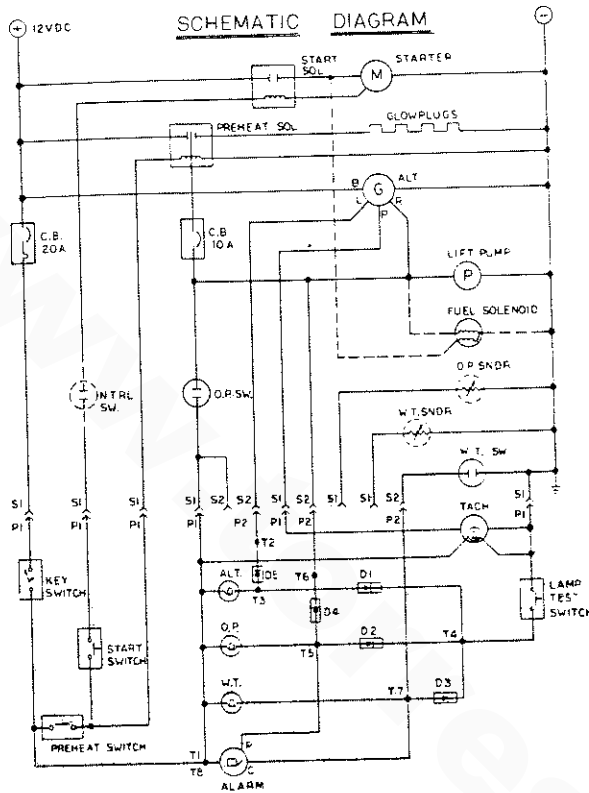 SCHEMATIC DIAGRAM
+ 12VDC
-
START SOL
M STARTER
PREHEAT SOL
GLOWPLUGS
B
G ALT
L
P
R
C.B. 20A
C.B. 10A
LIFT PUMP
P
FUEL SOLENOID
O.P. SNDR
W.T. SNDR
W.T. SW
NTRL SW.
O.P. SW.
S1 S1 S1 S1 S2 S2 S1 S2 S1 S1 S2 S1
P1 P1 P1 P1 P2 P1 P2 P2 P1
TACH
T2
D5
T6
D1
ALT.
T3
D4
KEY SWITCH
LAMP TEST SWITCH
START SWITCH
O.P.
T5
D2
T4
W.T.
T7
D3
PREHEAT SWITCH
T1
T8
R
C
ALARM